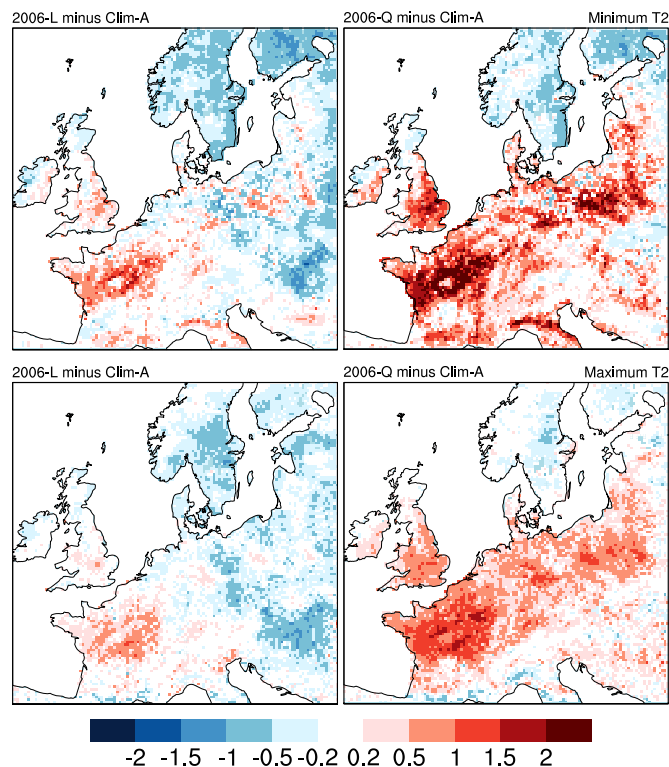 2006-L minus Clim-A
2006-Q minus Clim-A Minimum T2
2006-L minus Clim-A
2006-Q minus Clim-A Maximum T2
-2 -1.5 -1 -0.5 -0.2 0.2 0.5 1 1.5 2